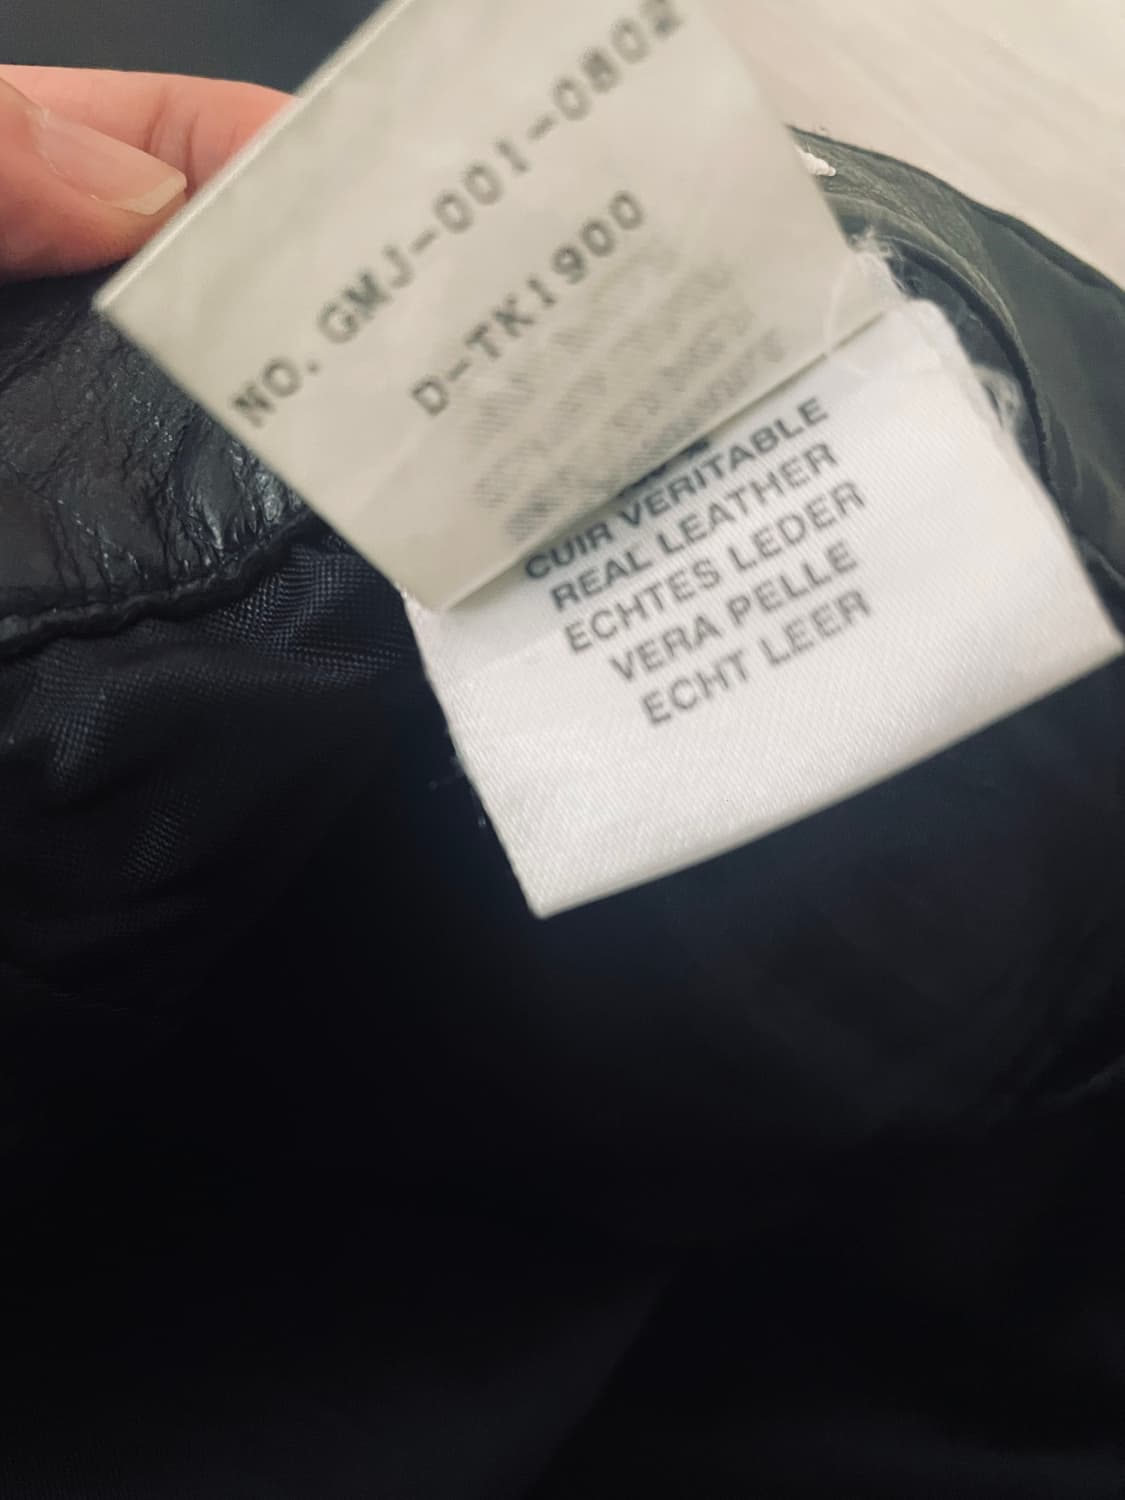 NO. GMJ-001-0802
D-TK1900
CUIR VERITABLE
REAL LEATHER
ECHTES LEDER
VERA PELLE
ECHT LEER